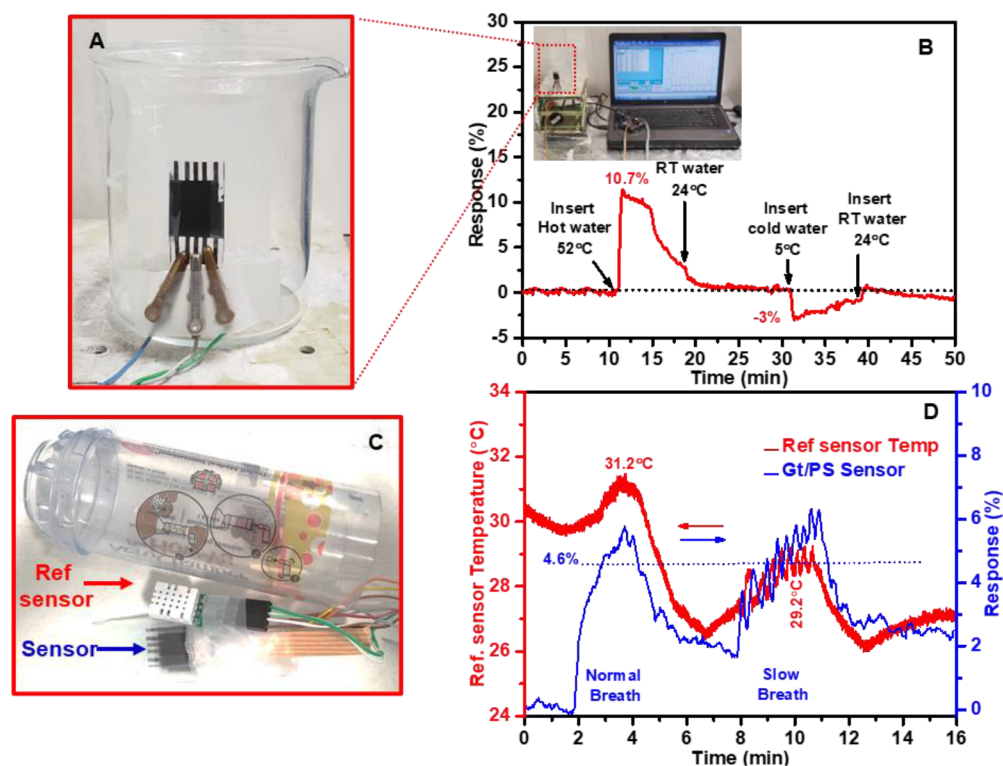 A
B
30
25
20
15
10
5
0
-5
Response (%)
10.7%
Insert
Hot water
52°C
RT water
24°C
Insert
cold water
5°C
Insert
RT water
24°C
-3%
0 5 10 15 20 25 30 35 40 45 50
Time (min)
C
Ref
sensor
Sensor
D
34
32
30
28
26
24
Ref. sensor Temperature (°C)
10
8
6
4
2
0
Response (%)
Ref sensor Temp
Gt/PS Sensor
31.2°C
4.6%
29.2°C
Normal
Breath
Slow
Breath
0 2 4 6 8 10 12 14 16
Time (min)